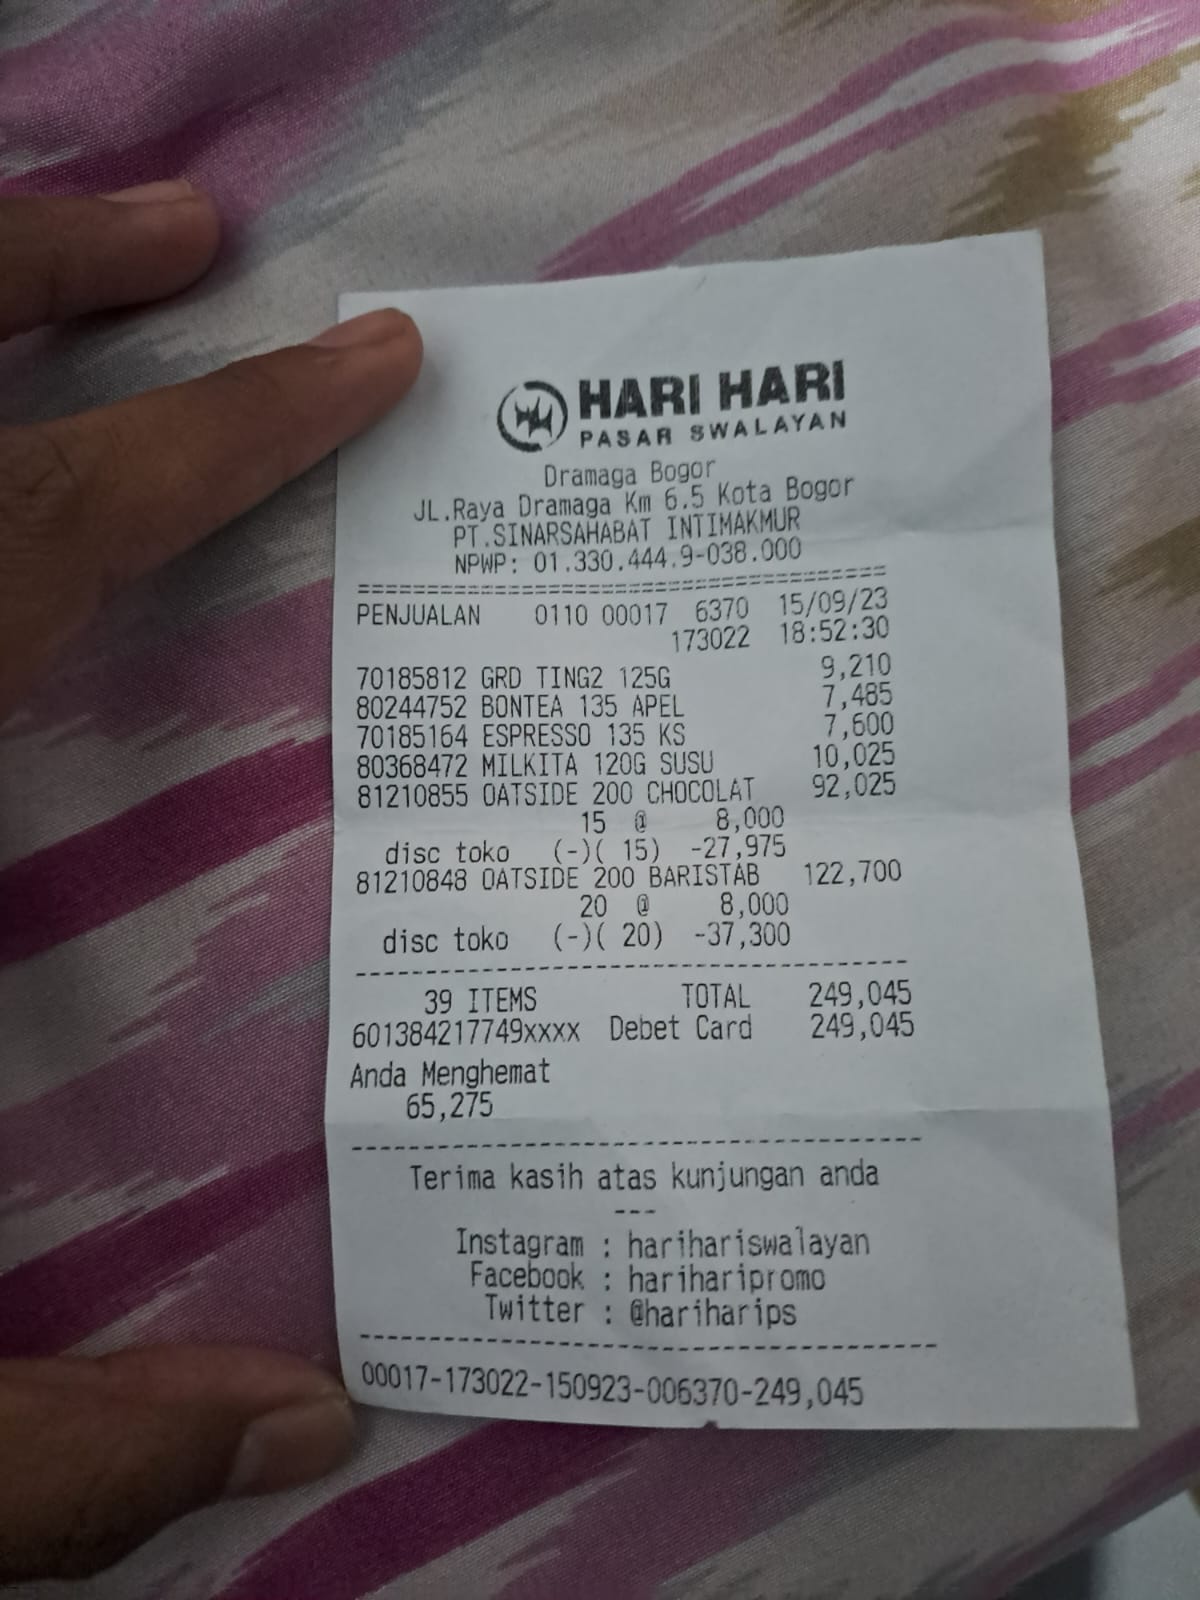 HARI HARI
PASAR SWALAYAN
Dramaga Bogor
JL.Raya Dramaga Km 6.5 Kota Bogor
PT.SINARSAHABAT INTIMAKMUR
NPWP: 01.330.444.9-038.000
========================================
PENJUALAN 0110 00017 6370 15/09/23
173022 18:52:30
70185812 GRD TING2 125G 9,210
80244752 BONTEA 135 APEL 7,485
70185164 ESPRESSO 135 KS 7,600
80368472 MILKITA 120G SUSU 10,025
81210855 OATSIDE 200 CHOCOLAT 92,025
15 @ 8,000
disc toko (-)( 15) -27,975
81210848 OATSIDE 200 BARISTAB 122,700
20 @ 8,000
disc toko (-)( 20) -37,300
----------------------------------------
39 ITEMS TOTAL 249,045
601384217749xxxx Debet Card 249,045
Anda Menghemat
65,275
----------------------------------------
Terima kasih atas kunjungan anda
---
Instagram : harihariswalayan
Facebook : hariharipromo
Twitter : @hariharips
----------------------------------------
00017-173022-150923-006370-249,045